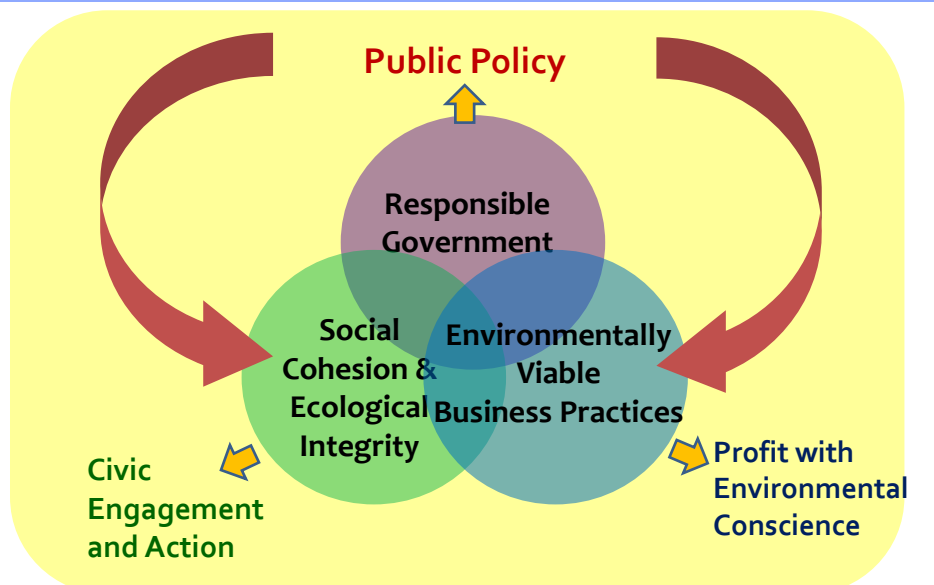 Public Policy
Responsible
Government
Social
Cohesion &
Ecological
Integrity
Environmentally
Viable
Business Practices
Civic
Engagement
and Action
Profit with
Environmental
Conscience